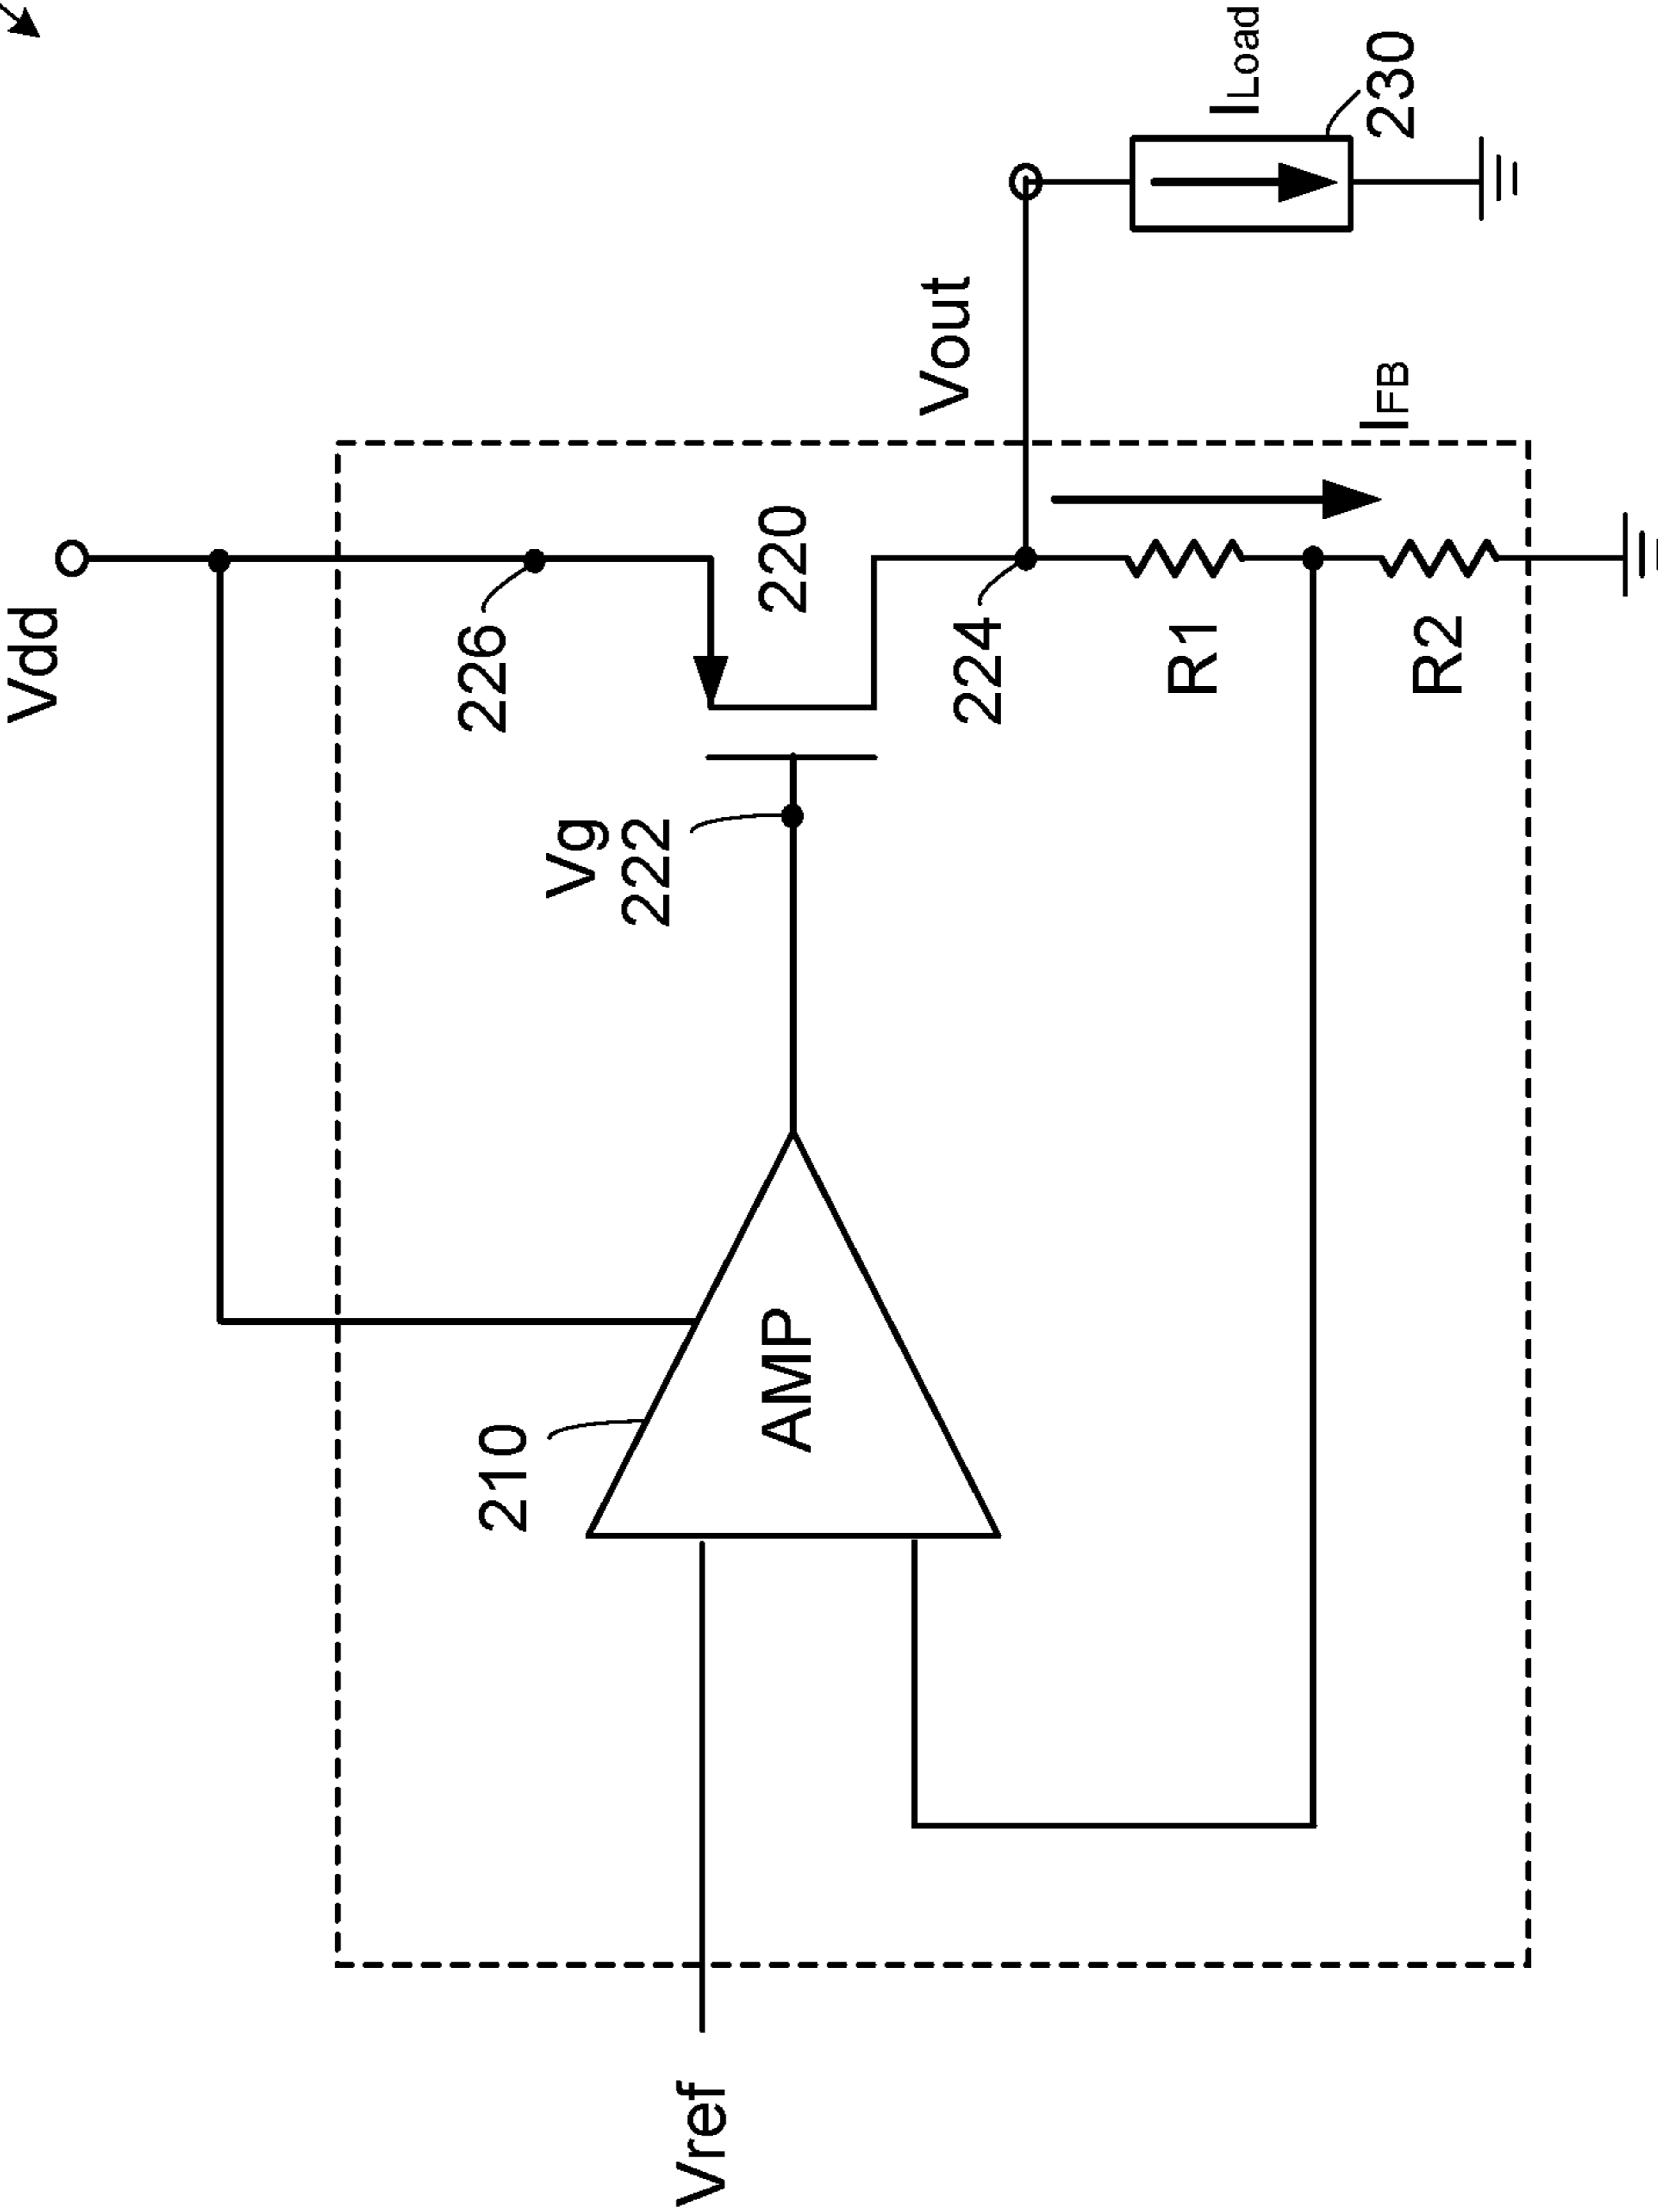 Vdd
226
220
Vg
222
210
AMP
Vref
224
Vout
R1
R2
IFB
ILoad
230